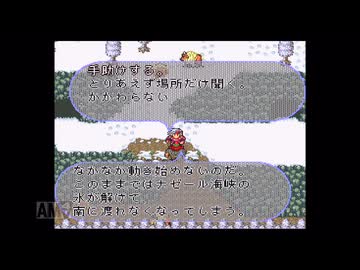 手助けする。
とりあえず場所だけ聞く。
かかわらない
なかなか動き始めないのだ。
このままではナゼール海峡の
氷が解けて、
南に渡れなくなってしまう。
AM